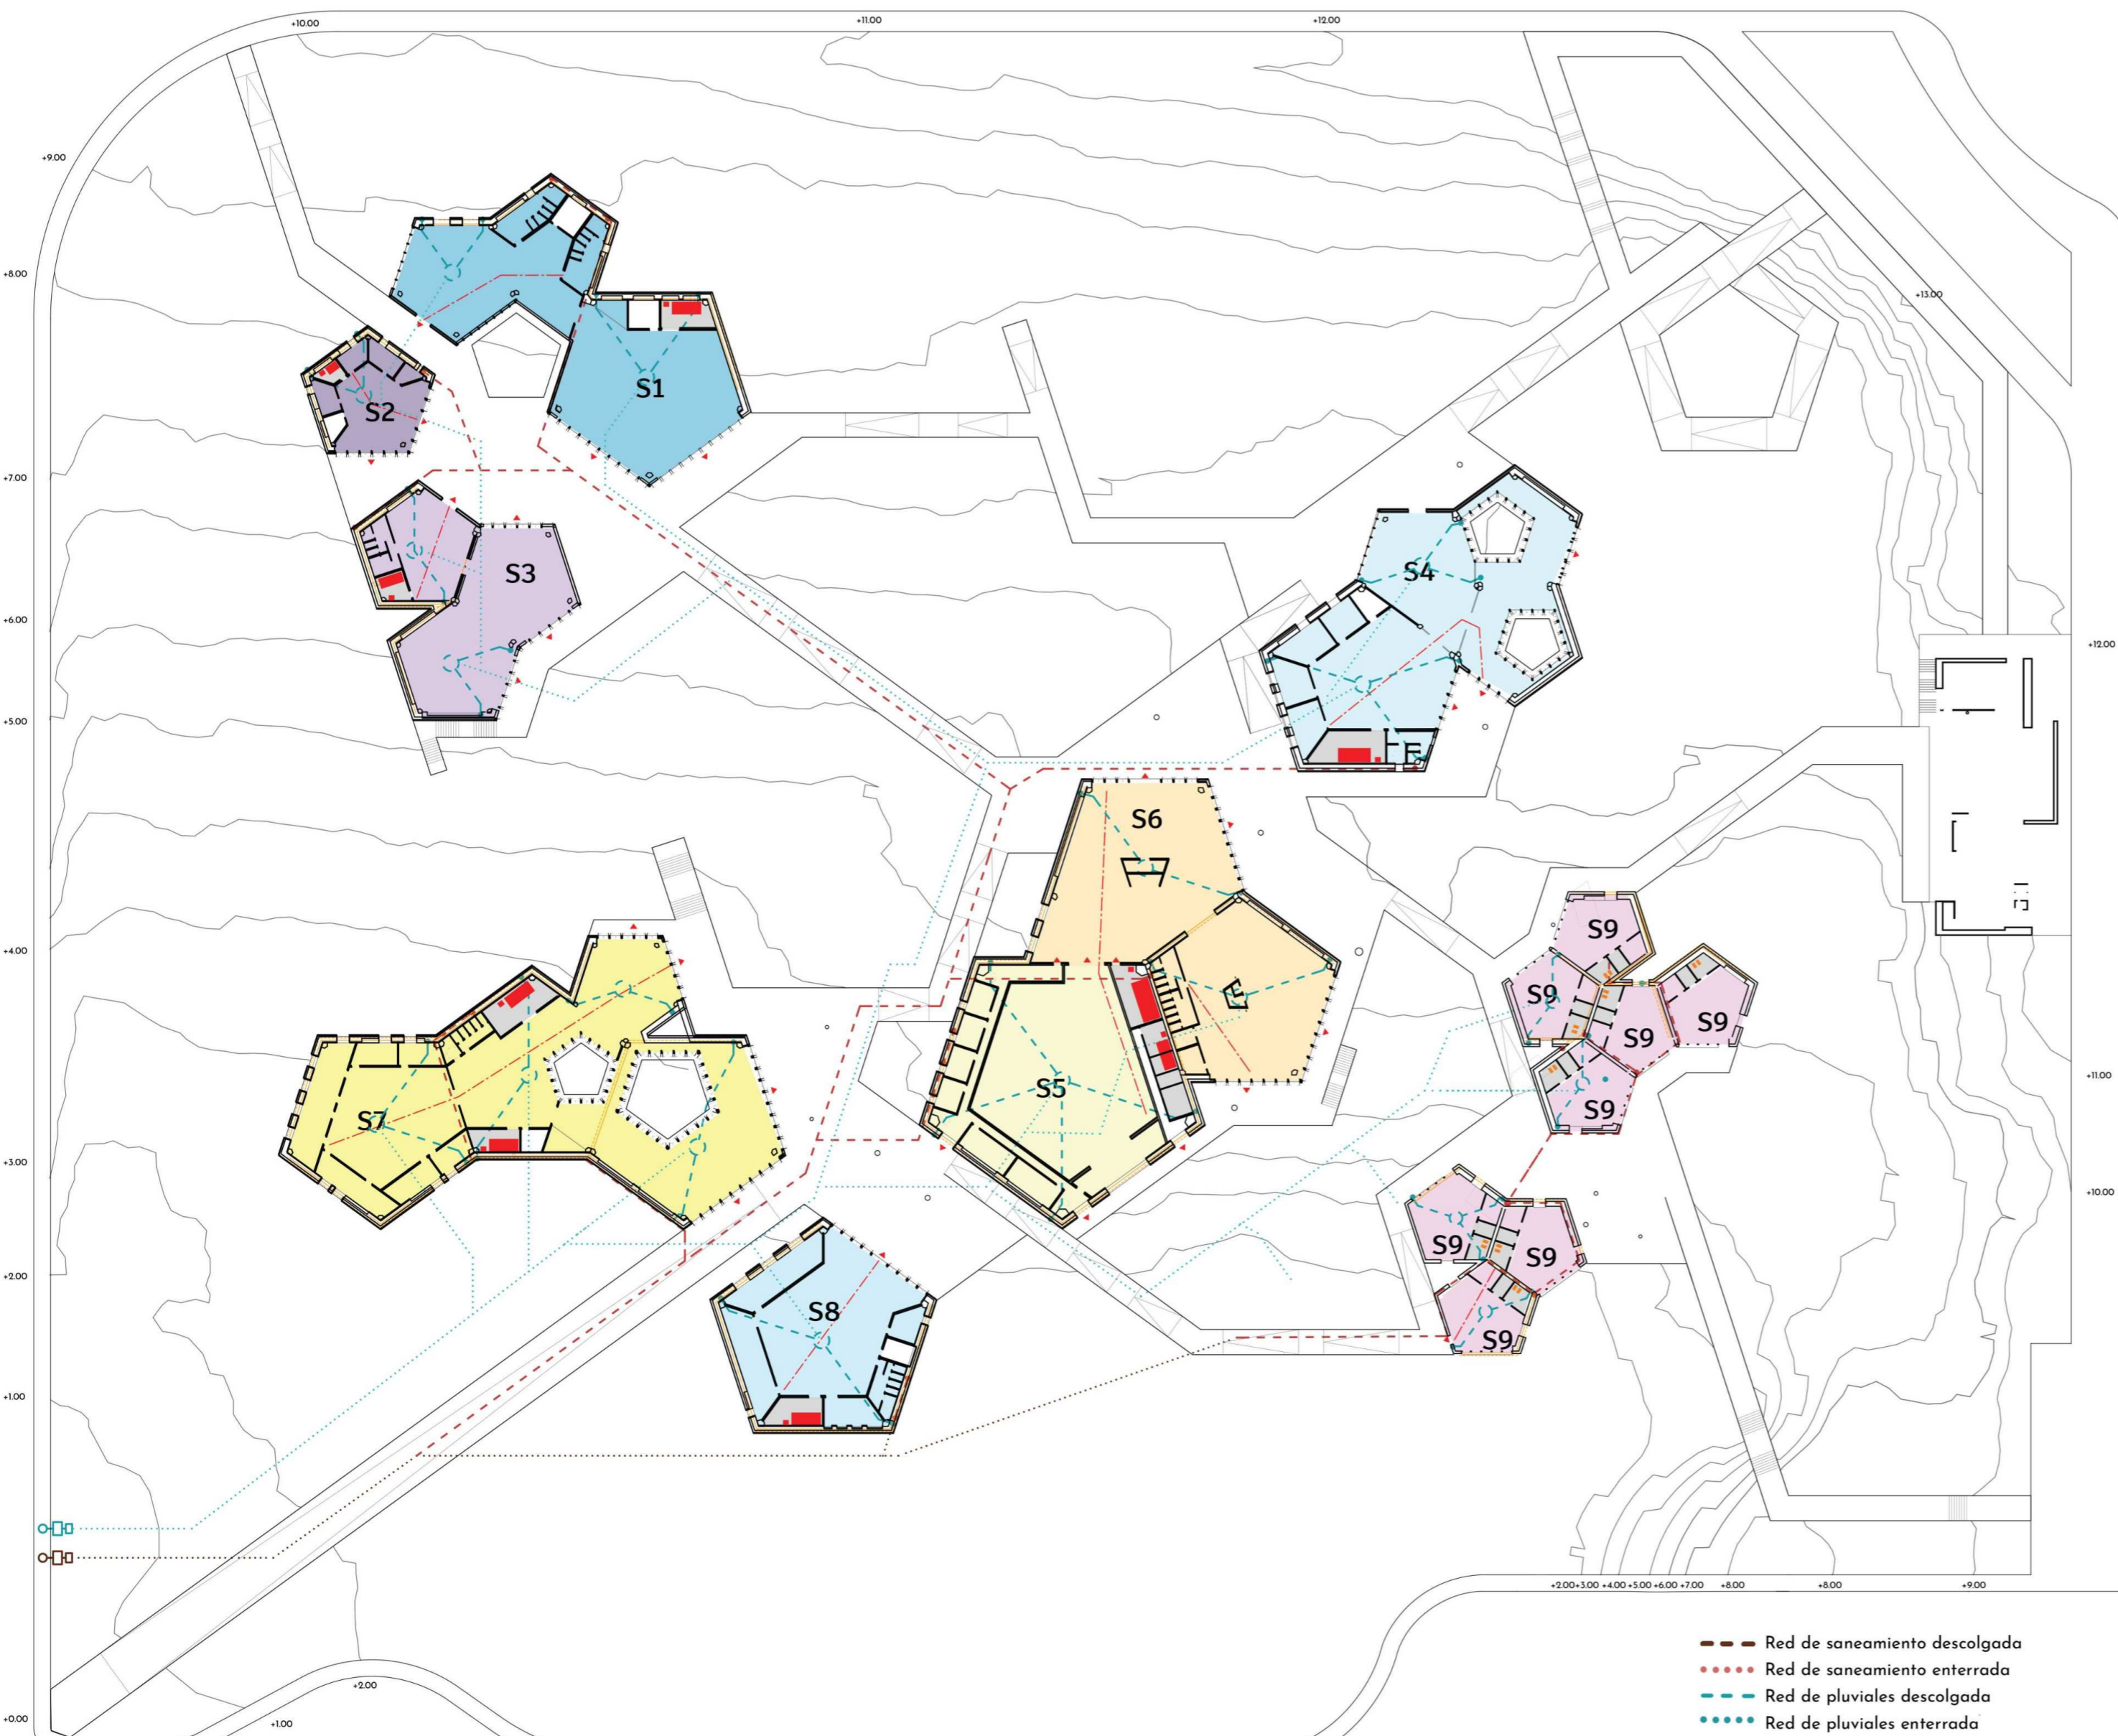 +10.00
+11.00
+12.00
+9.00
+8.00
+13.00
S1
S2
+7.00
S3
S4
+6.00
+12.00
+5.00
S6
S9
+4.00
S9
S9
S9
+11.00
S5
S9
S7
+3.00
+10.00
S9
S9
+2.00
S8
S9
+1.00
+2.00 +3.00 +4.00 +5.00 +6.00 +7.00 +8.00 +8.00 +9.00
Red de saneamiento descolgada
Red de saneamiento enterrada
+2.00
Red de pluviales descolgada
+0.00
+1.00
Red de pluviales enterrada